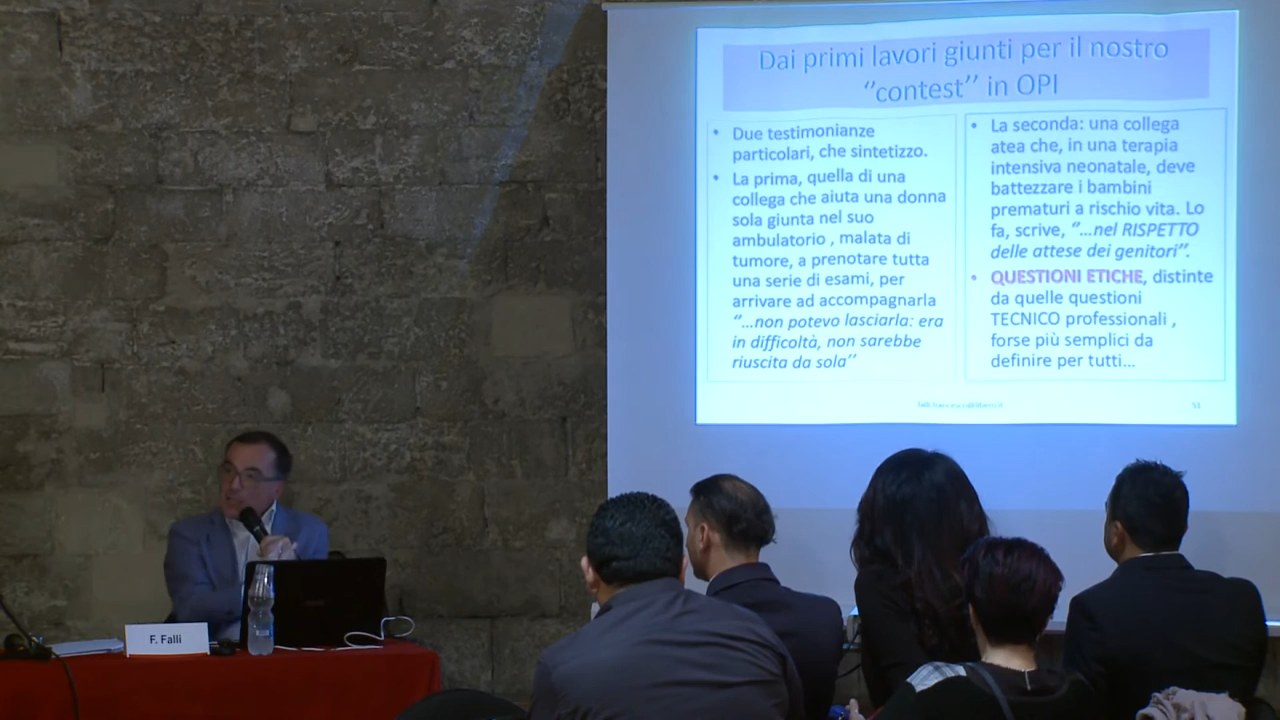 Dai primi lavori giunti per il nostro
‘‘contest’’ in OPI
• Due testimonianze
particolari, che sintetizzo.
• La prima, quella di una
collega che aiuta una donna
sola giunta nel suo
ambulatorio , malata di
tumore, a prenotare tutta
una serie di esami, per
arrivare ad accompagnarla
‘‘...non potevo lasciarla: era
in difficoltà, non sarebbe
riuscita da sola’’
• La seconda: una collega
atea che, in una terapia
intensiva neonatale, deve
battezzare i bambini
prematuri a rischio vita. Lo
fa, scrive, ‘‘...nel RISPETTO
delle attese dei genitori’’.
• QUESTIONI ETICHE, distinte
da quelle questioni
TECNICO professionali ,
forse più semplici da
definire per tutti...
F. Falli